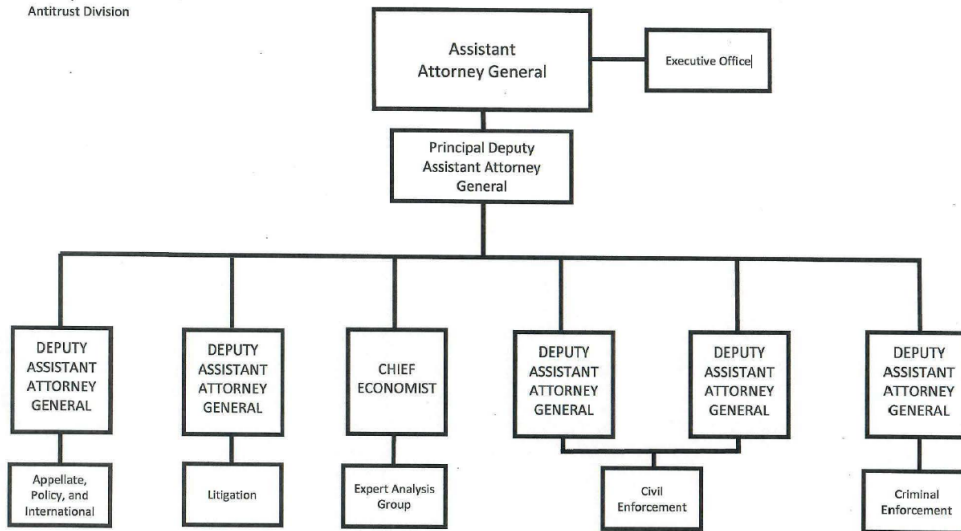 Antitrust Division
Assistant
Attorney General
Executive Office
Principal Deputy
Assistant Attorney
General
DEPUTY
ASSISTANT
ATTORNEY
GENERAL
DEPUTY
ASSISTANT
ATTORNEY
GENERAL
CHIEF
ECONOMIST
DEPUTY
ASSISTANT
ATTORNEY
GENERAL
DEPUTY
ASSISTANT
ATTORNEY
GENERAL
DEPUTY
ASSISTANT
ATTORNEY
GENERAL
Appellate,
Policy, and
International
Litigation
Expert Analysis
Group
Civil
Enforcement
Criminal
Enforcement